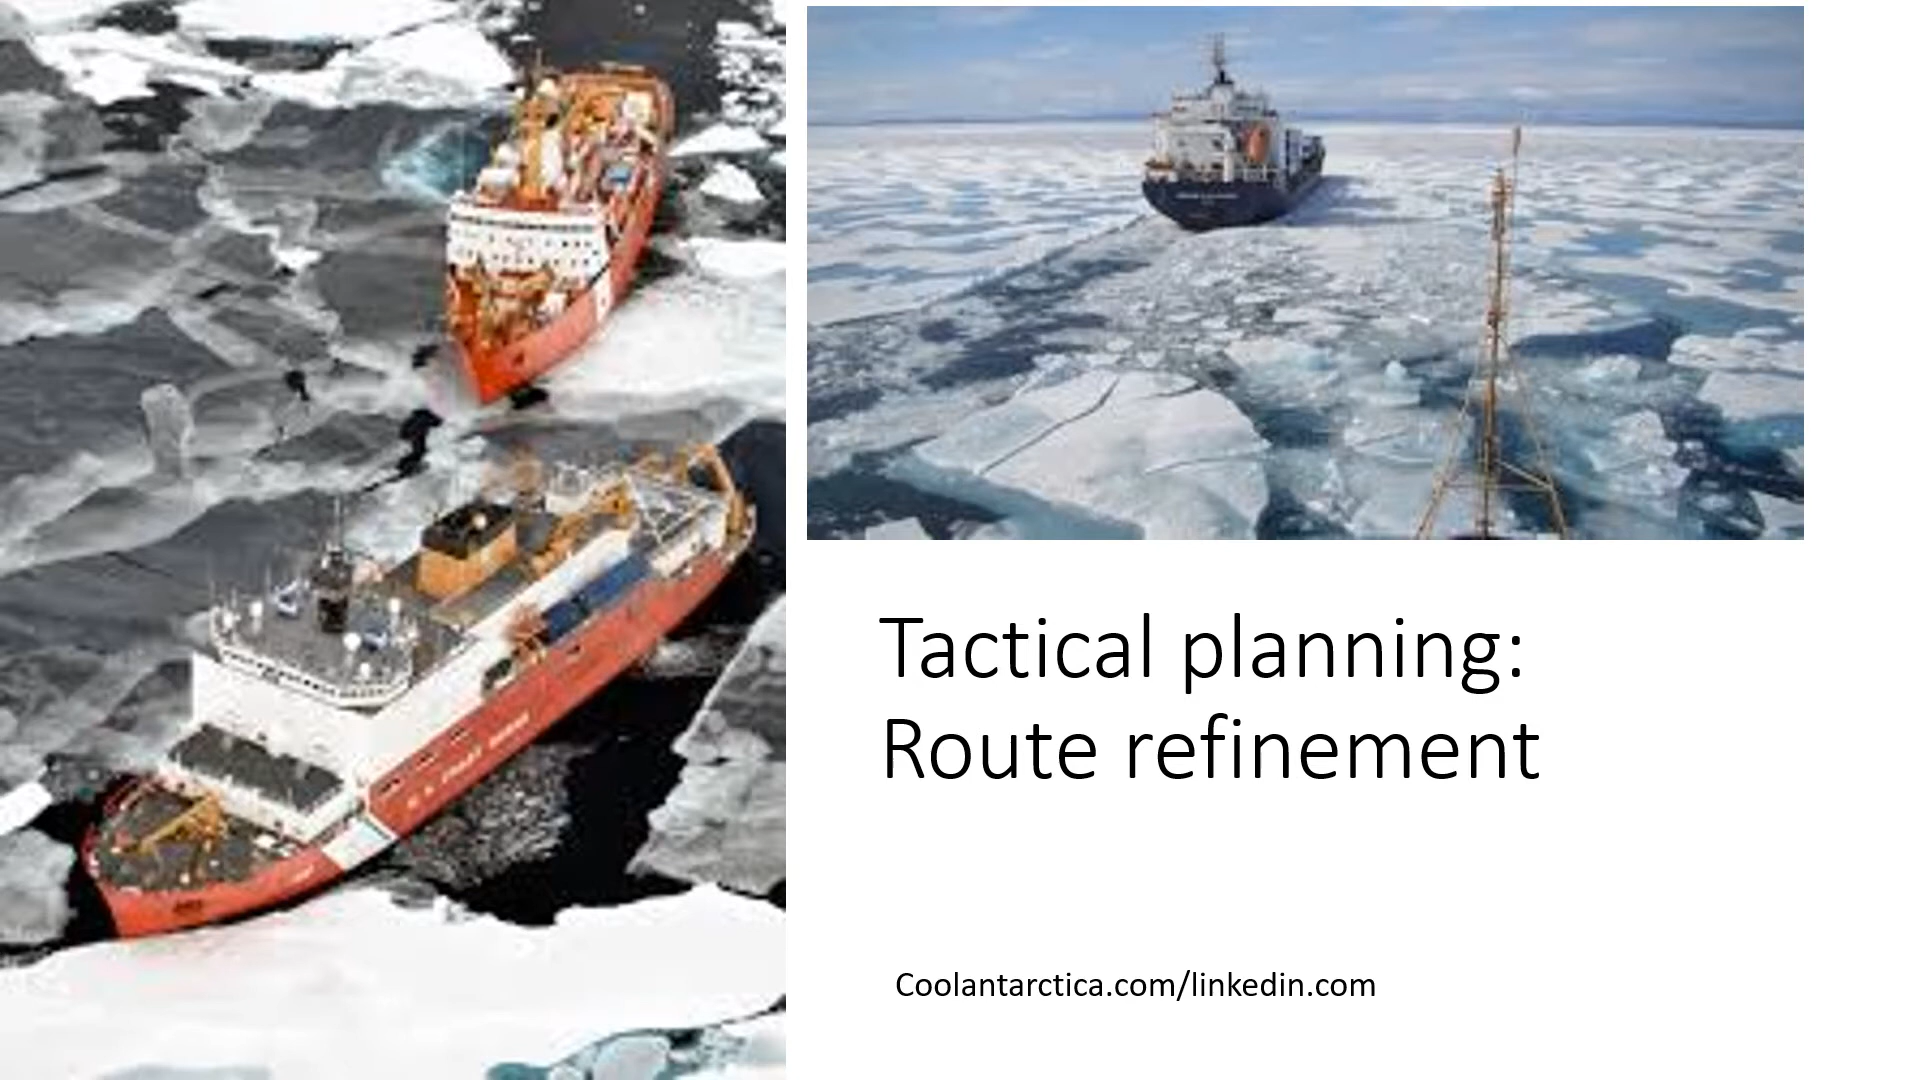 Tactical planning:
Route refinement
Coolantarctica.com/linkedin.com